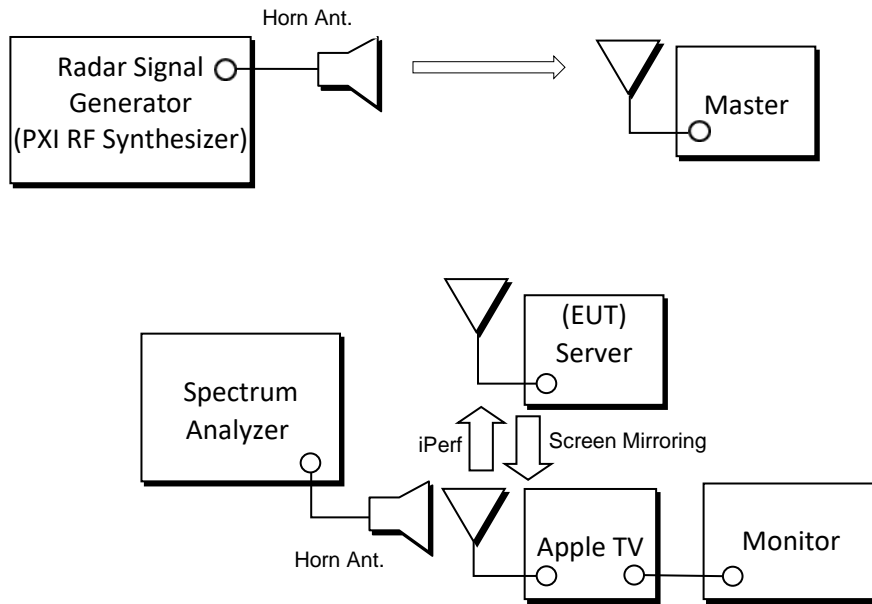 Horn Ant.
Radar Signal
Generator
(PXI RF Synthesizer)
Master
(EUT)
Server
Spectrum
Analyzer
iPerf
Screen Mirroring
Horn Ant.
Apple TV
Monitor